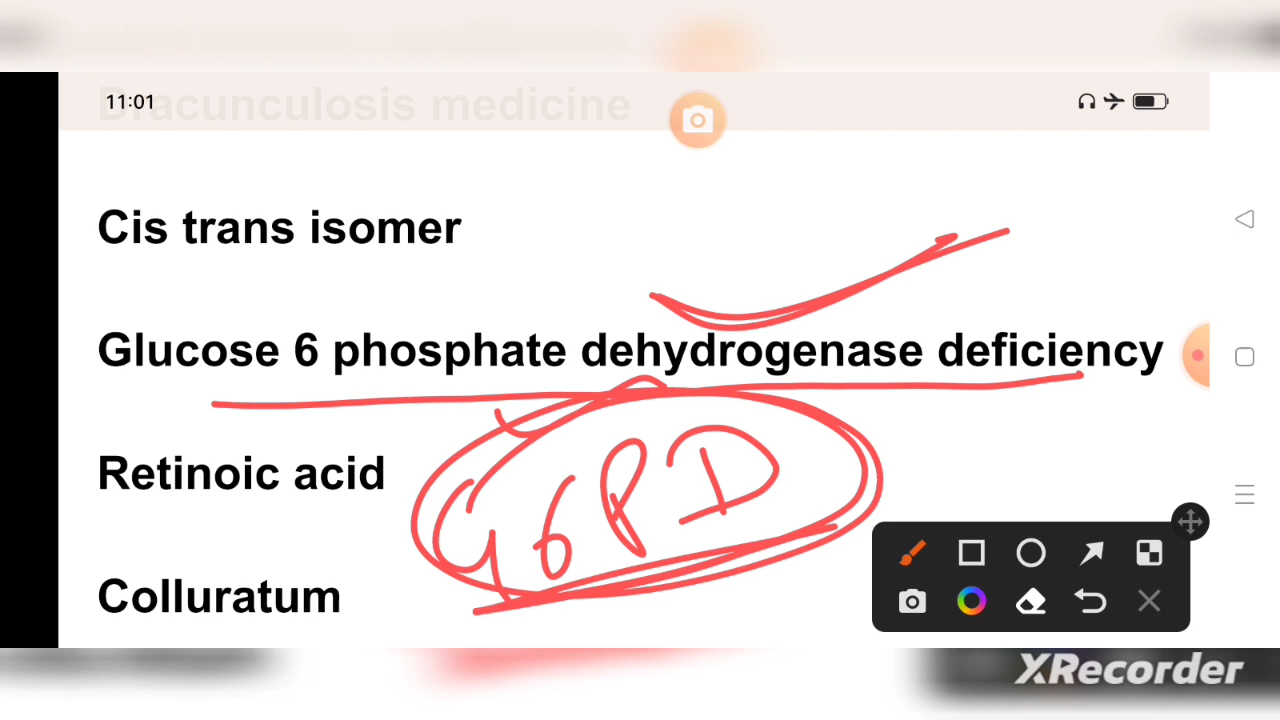 Dracunculosis medicine
11:01
Cis trans isomer
Glucose 6 phosphate dehydrogenase deficiency
G6PD
Retinoic acid
Colluratum
XRecorder